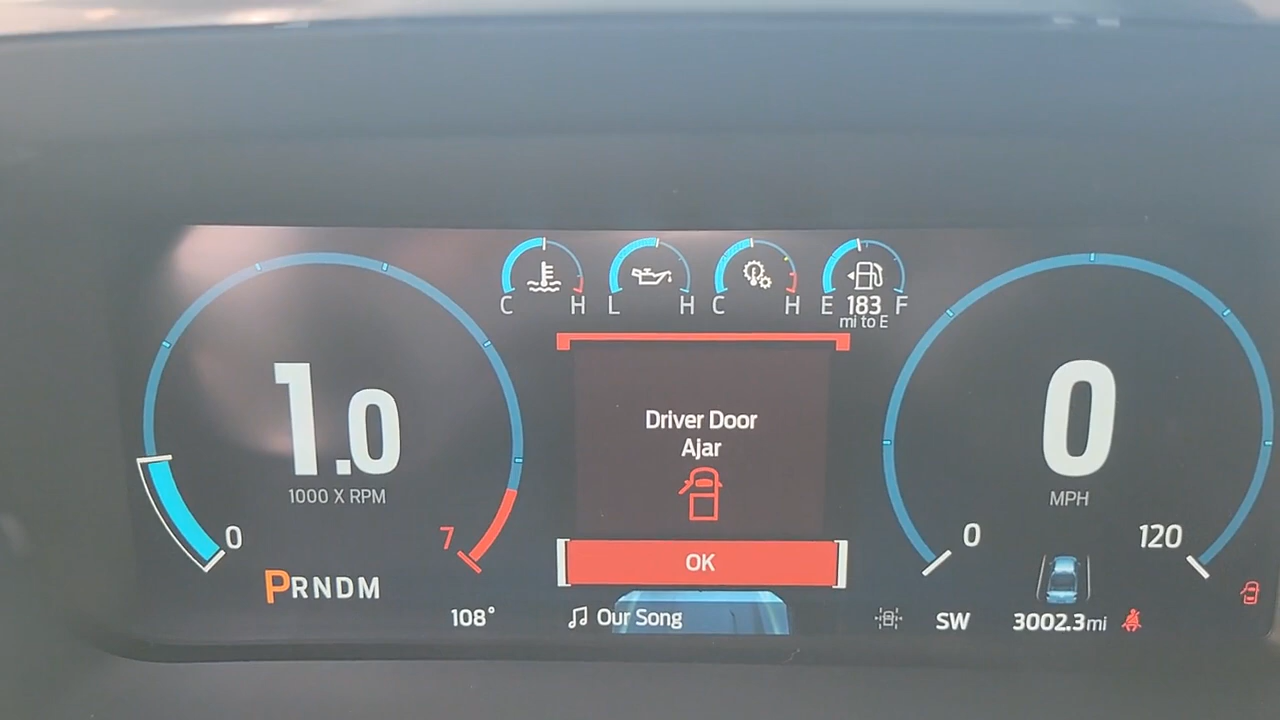 C H L H C H E 183 F
mi to E
1.0
1000 X RPM
0 7
PRNDM
108°
Driver Door
Ajar
OK
Our Song
0
MPH
0 120
SW
3002.3mi